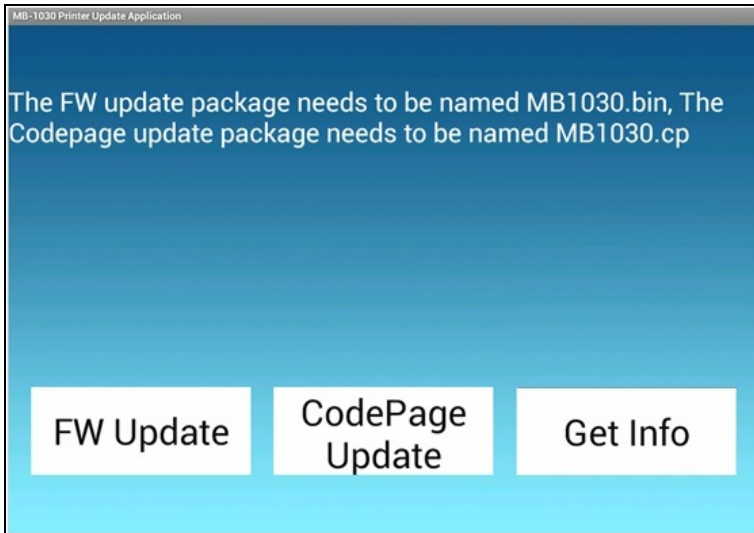 MB-1030 Printer Update Application
The FW update package needs to be named MB1030.bin, The
Codepage update package needs to be named MB1030.cp
FW Update
CodePage
Update
Get Info